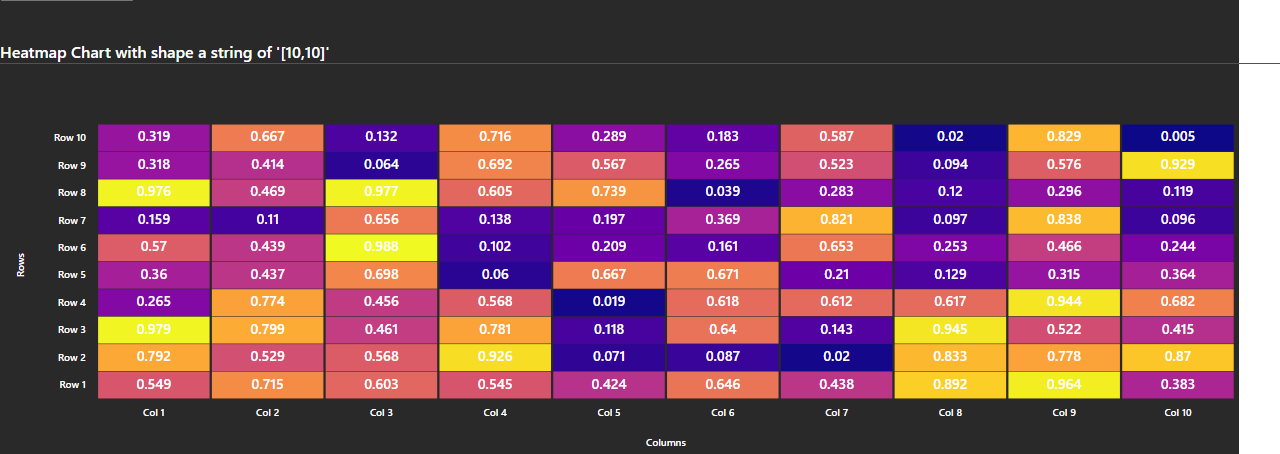 Heatmap Chart with shape a string of '[10,10]'
Row 10 0.319 0.667 0.132 0.716 0.289 0.183 0.587 0.02 0.829 0.005
Row 9 0.318 0.414 0.064 0.692 0.567 0.265 0.523 0.094 0.576 0.929
Row 8 0.976 0.469 0.977 0.605 0.739 0.039 0.283 0.12 0.296 0.119
Row 7 0.159 0.11 0.656 0.138 0.197 0.369 0.821 0.097 0.838 0.096
Row 6 0.57 0.439 0.988 0.102 0.209 0.161 0.653 0.253 0.466 0.244
Rows
Row 5 0.36 0.437 0.698 0.06 0.667 0.671 0.21 0.129 0.315 0.364
Row 4 0.265 0.774 0.456 0.568 0.019 0.618 0.612 0.617 0.944 0.682
Row 3 0.979 0.799 0.461 0.781 0.118 0.64 0.143 0.945 0.522 0.415
Row 2 0.792 0.529 0.568 0.926 0.071 0.087 0.02 0.833 0.778 0.87
Row 1 0.549 0.715 0.603 0.545 0.424 0.646 0.438 0.892 0.964 0.383
Col 1 Col 2 Col 3 Col 4 Col 5 Col 6 Col 7 Col 8 Col 9 Col 10
Columns